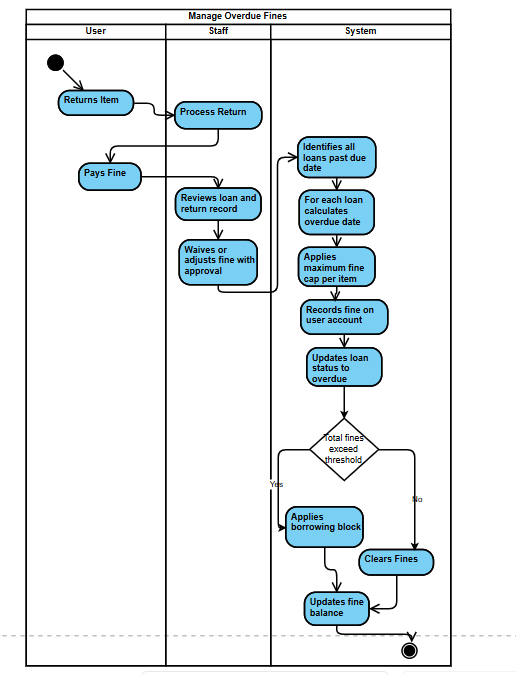 Manage Overdue Fines
User
Staff
System
Returns Item
Process Return
Pays Fine
Reviews loan and
return record
Waives or
adjusts fine with
approval
Identifies all
loans past due
date
For each loan
calculates
overdue date
Applies
maximum fine
cap per item
Records fine on
user account
Updates loan
status to
overdue
Total fines
exceed
threshold
Yes
No
Applies
borrowing block
Clears Fines
Updates fine
balance